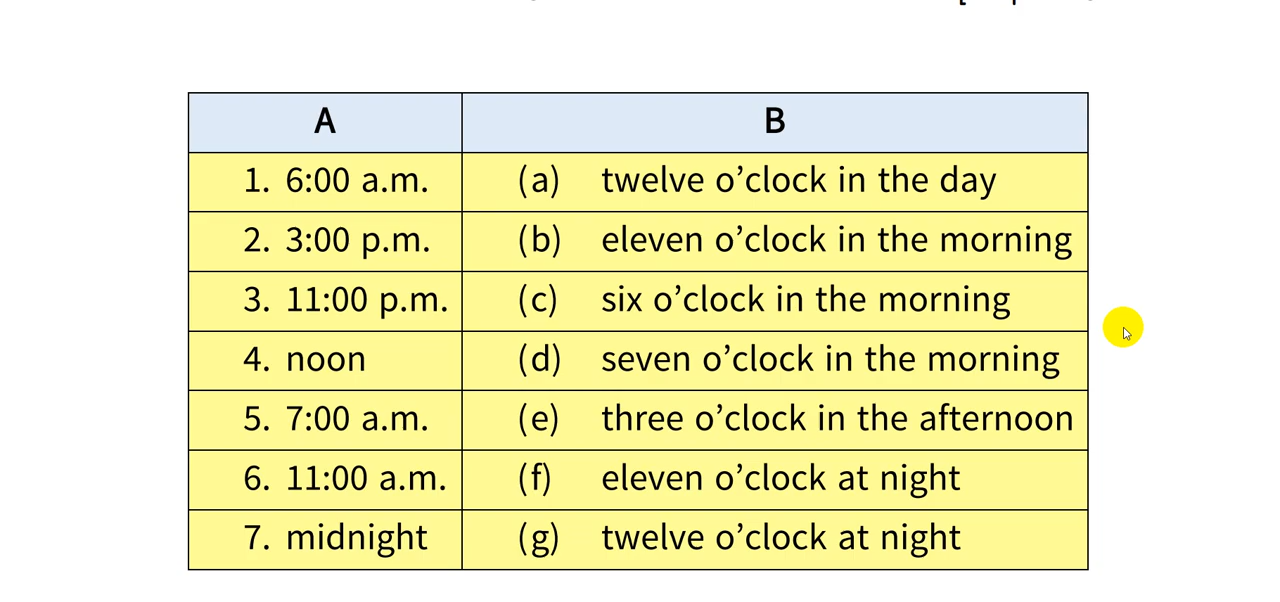 A B
1. 6:00 a.m. (a) twelve o’clock in the day
2. 3:00 p.m. (b) eleven o’clock in the morning
3. 11:00 p.m. (c) six o’clock in the morning
4. noon (d) seven o’clock in the morning
5. 7:00 a.m. (e) three o’clock in the afternoon
6. 11:00 a.m. (f) eleven o’clock at night
7. midnight (g) twelve o’clock at night